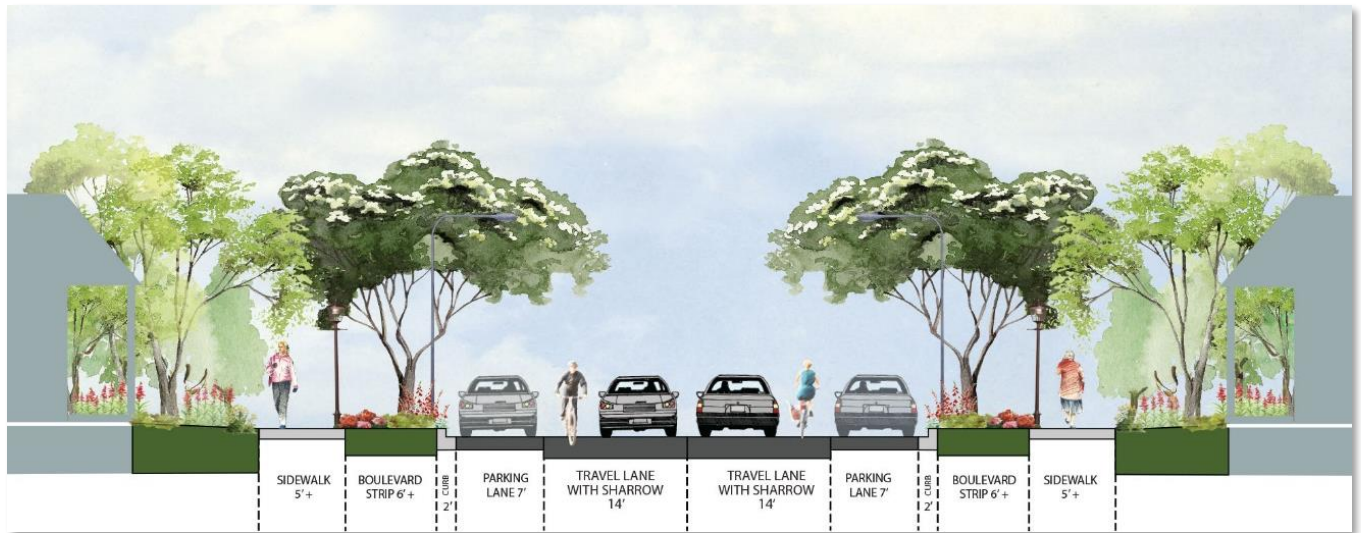 SIDEWALK
5'+
BOULEVARD
STRIP 6'+
CURB
2'
PARKING
LANE 7'
TRAVEL LANE
WITH SHARROW
14'
TRAVEL LANE
WITH SHARROW
14'
PARKING
LANE 7'
CURB
2'
BOULEVARD
STRIP 6'+
SIDEWALK
5'+